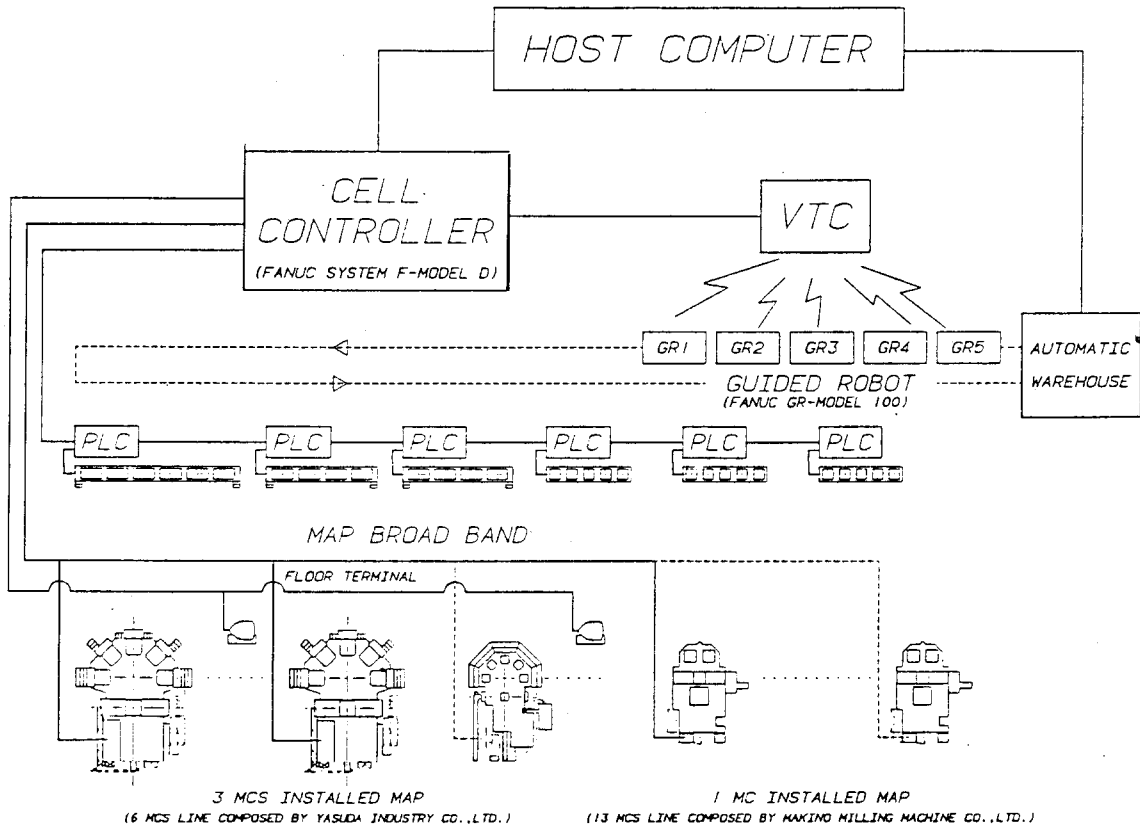 HOST COMPUTER
CELL
CONTROLLER
(FANUC SYSTEM F-MODEL D)
VTC
GR1 GR2 GR3 GR4 GR5
AUTOMATIC
WAREHOUSE
GUIDED ROBOT
(FANUC GR-MODEL 100)
PLC PLC PLC PLC PLC PLC
MAP BROAD BAND
FLOOR TERMINAL
3 MCS INSTALLED MAP
(6 MCS LINE COMPOSED BY YASUDA INDUSTRY CO.,LTD.)
1 MC INSTALLED MAP
(13 MCS LINE COMPOSED BY MAKINO MILLING MACHINE CO.,LTD.)